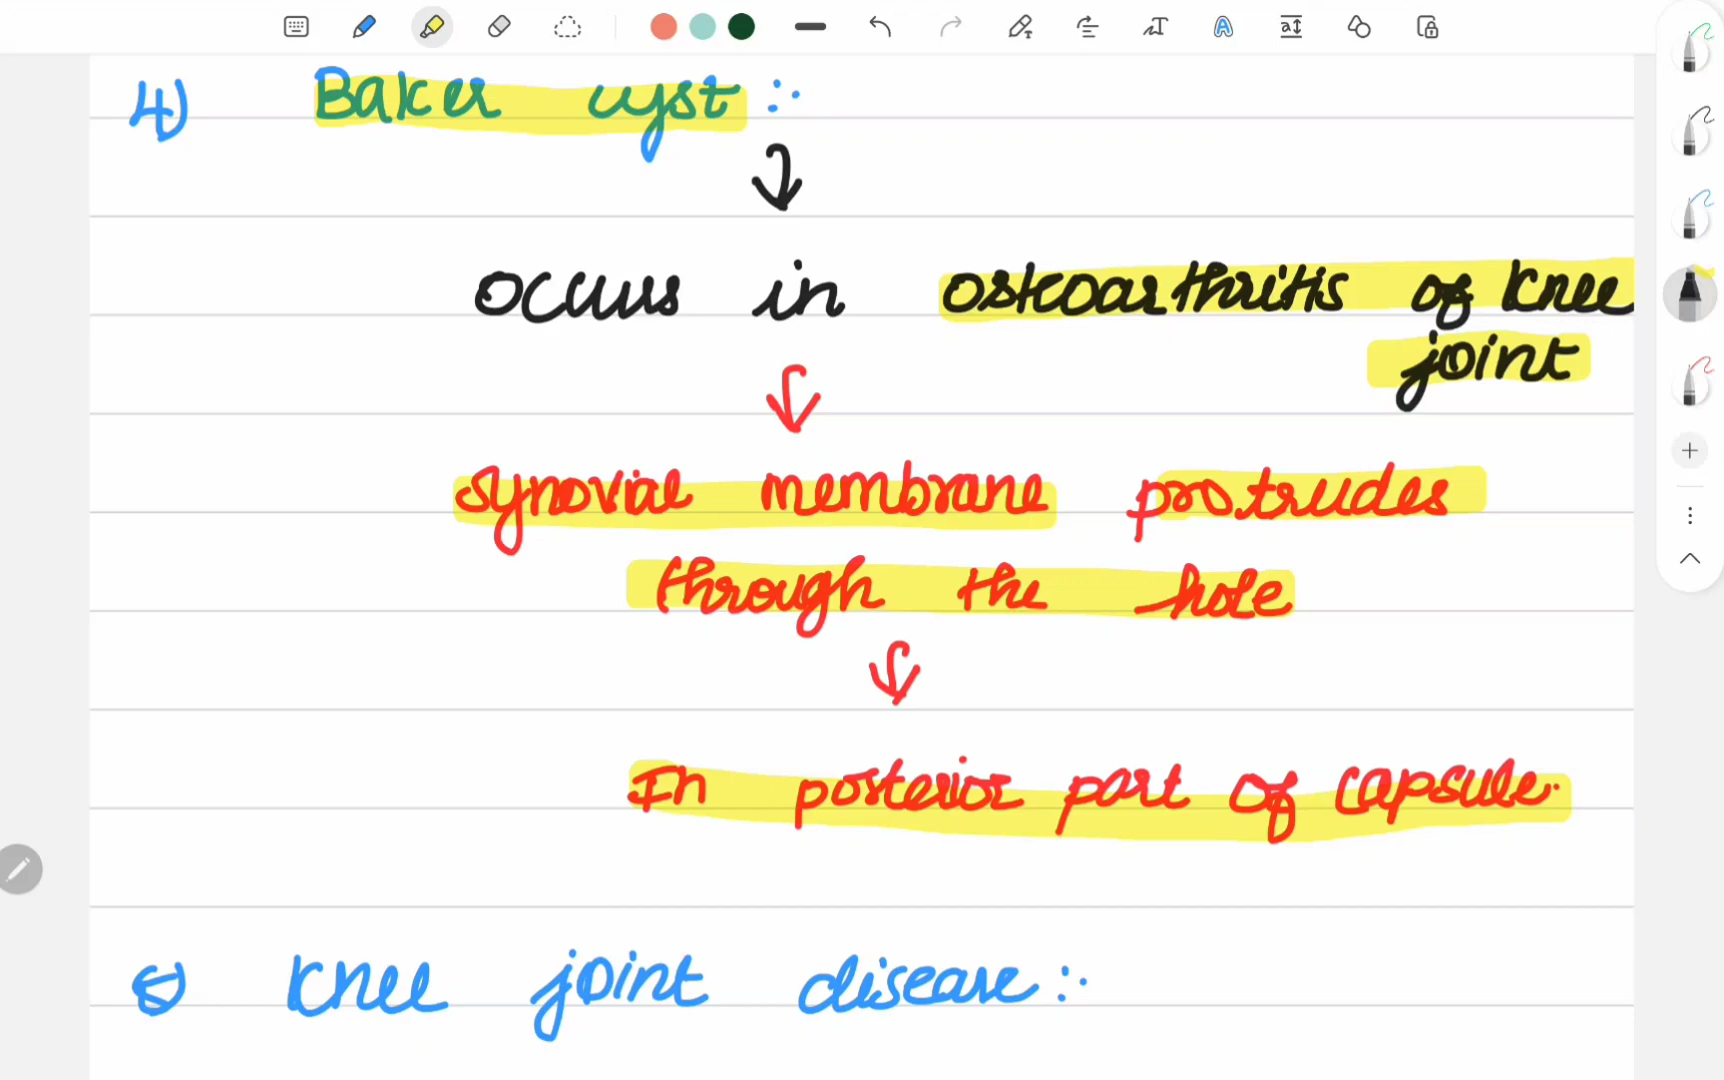 4) Baker cyst :-
occurs in osteoarthritis of knee
joint
synovial membrane protrudes
through the hole
In posterior part of capsule.
5) Knee joint disease :-